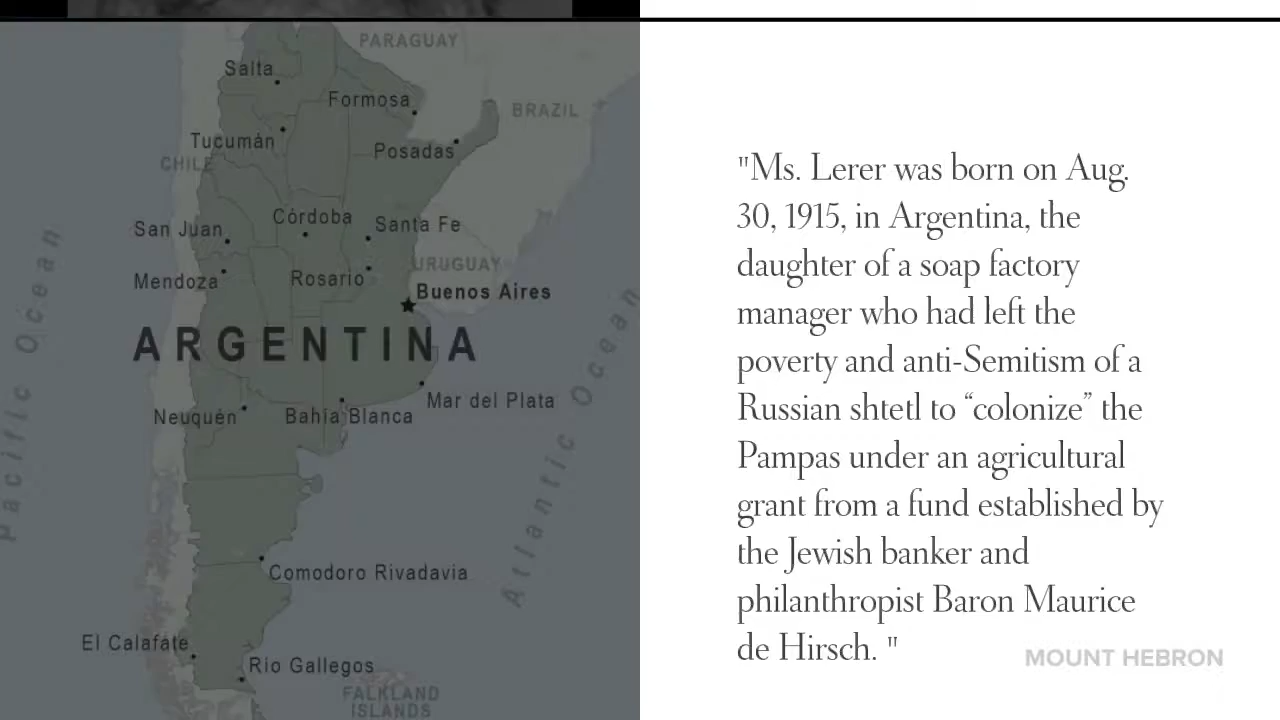 PARAGUAY
Salta
Formosa
BRAZIL
Tucumán
Posadas
CHILE
Córdoba
Santa Fe
San Juan
URUGUAY
Mendoza
Rosario
Buenos Aires
ARGENTINA
Pacific Ocean
Atlantic Ocean
Mar del Plata
Neuquén
Bahía Blanca
Comodoro Rivadavia
El Calafate
Río Gallegos
FALKLAND
ISLANDS
"Ms. Lerer was born on Aug.
30, 1915, in Argentina, the
daughter of a soap factory
manager who had left the
poverty and anti-Semitism of a
Russian shtetl to “colonize” the
Pampas under an agricultural
grant from a fund established by
the Jewish banker and
philanthropist Baron Maurice
de Hirsch. "
MOUNT HEBRON